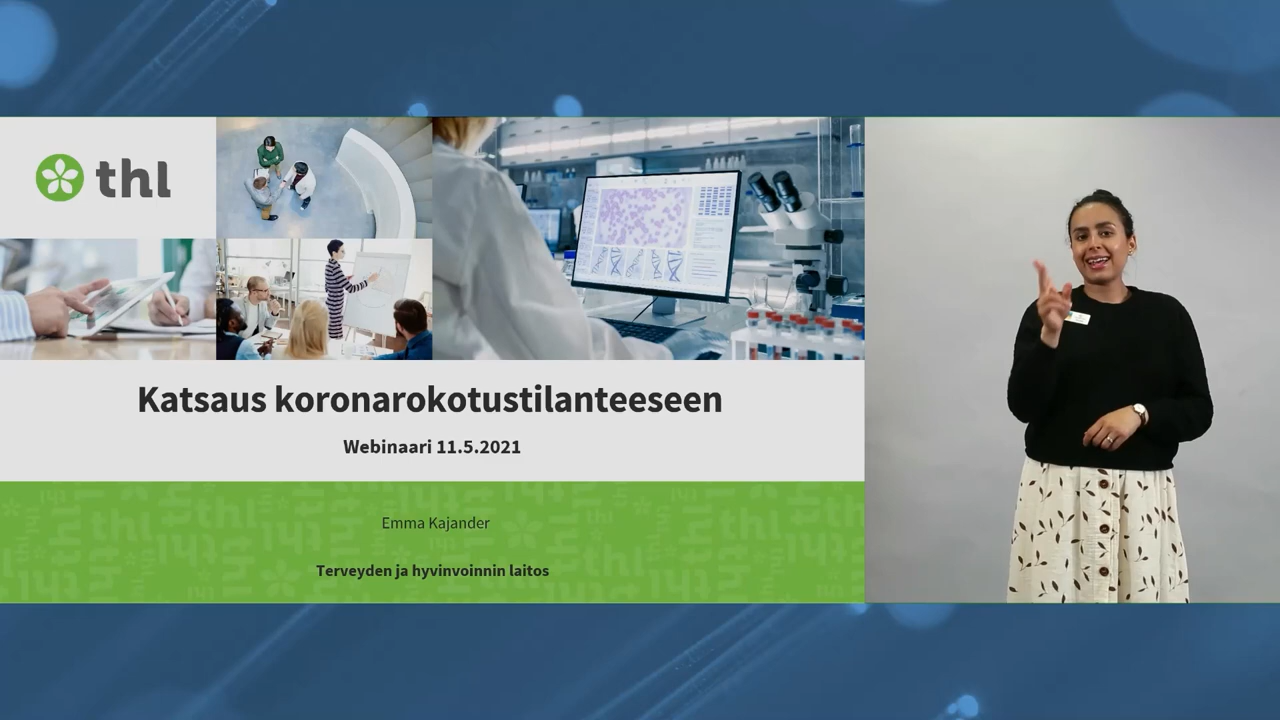 thl
Katsaus koronarokotustilanteeseen
Webinaari 11.5.2021
Emma Kajander
Terveyden ja hyvinvoinnin laitos